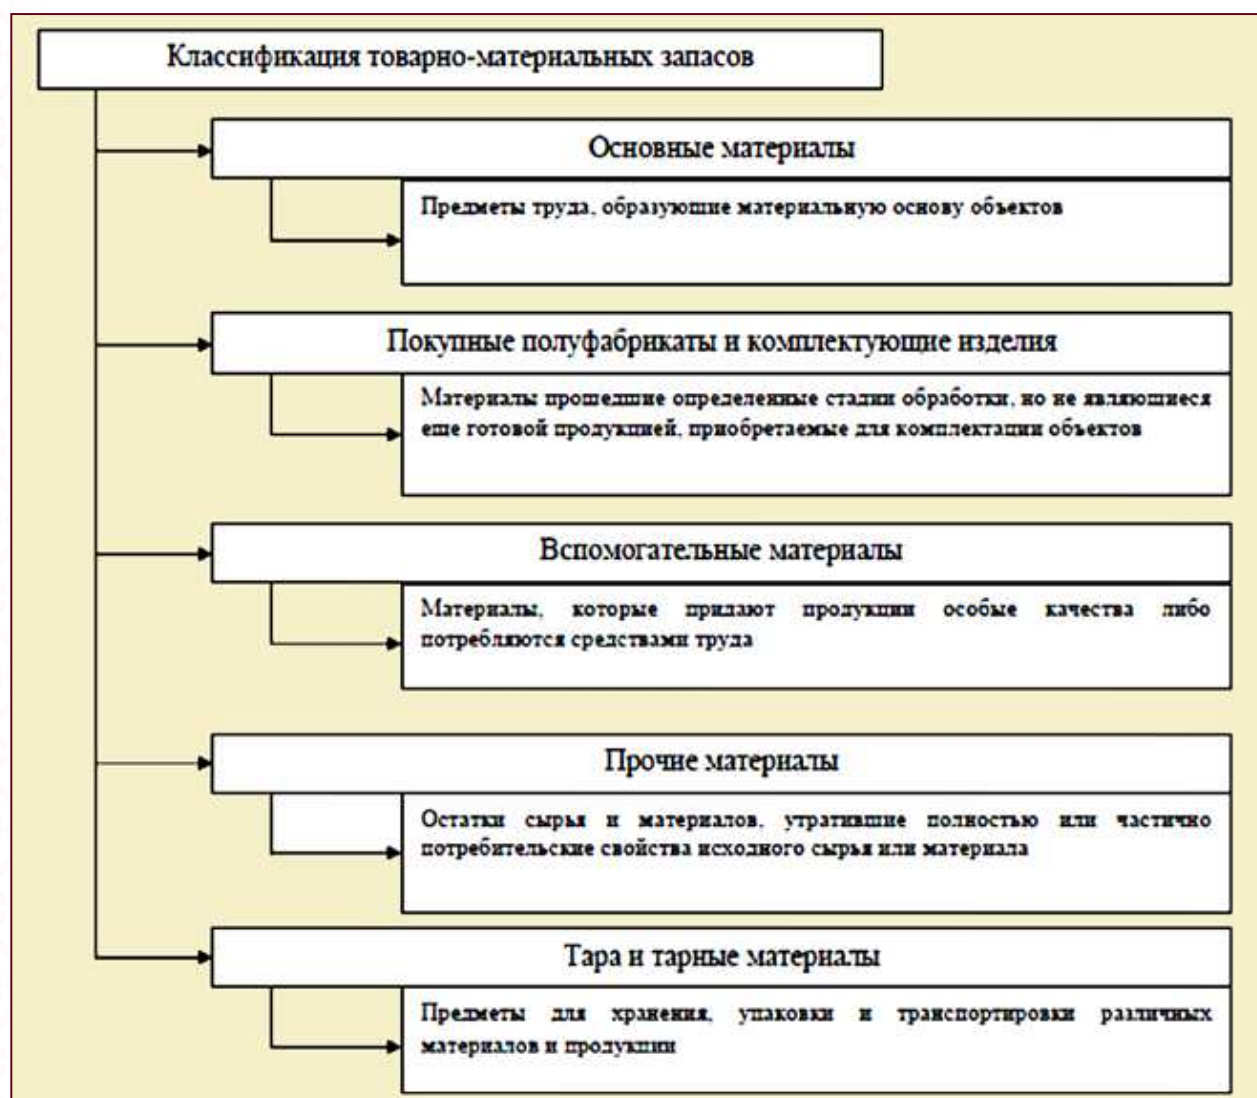 Классификация товарно-материальных запасов
Основные материалы
Предметы труда, образующие материальную основу объектов
Покупные полуфабрикаты и комплектующие изделия
Материалы прошедшие определенные стадии обработки, но не являющиеся
еще готовой продукцией, приобретаемые для комплектации объектов
Вспомогательные материалы
Материалы, которые придают продукции особые качества либо
потребляются средствами труда
Прочие материалы
Остатки сырья и материалов, утратившие полностью или частично
потребительские свойства исходного сырья или материала
Тара и тарные материалы
Предметы для хранения, упаковки и транспортировки различных
материалов и продукции